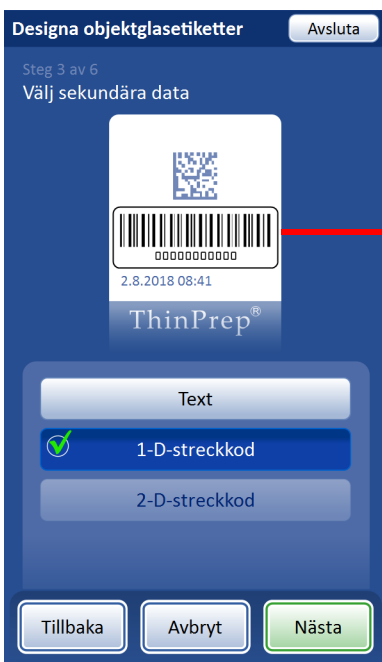 Designa objektglasetiketter
Avsluta
Steg 3 av 6
Välj sekundära data
00000000000
2.8.2018 08:41
ThinPrep®
Text
1-D-streckkod
2-D-streckkod
Tillbaka
Avbryt
Nästa